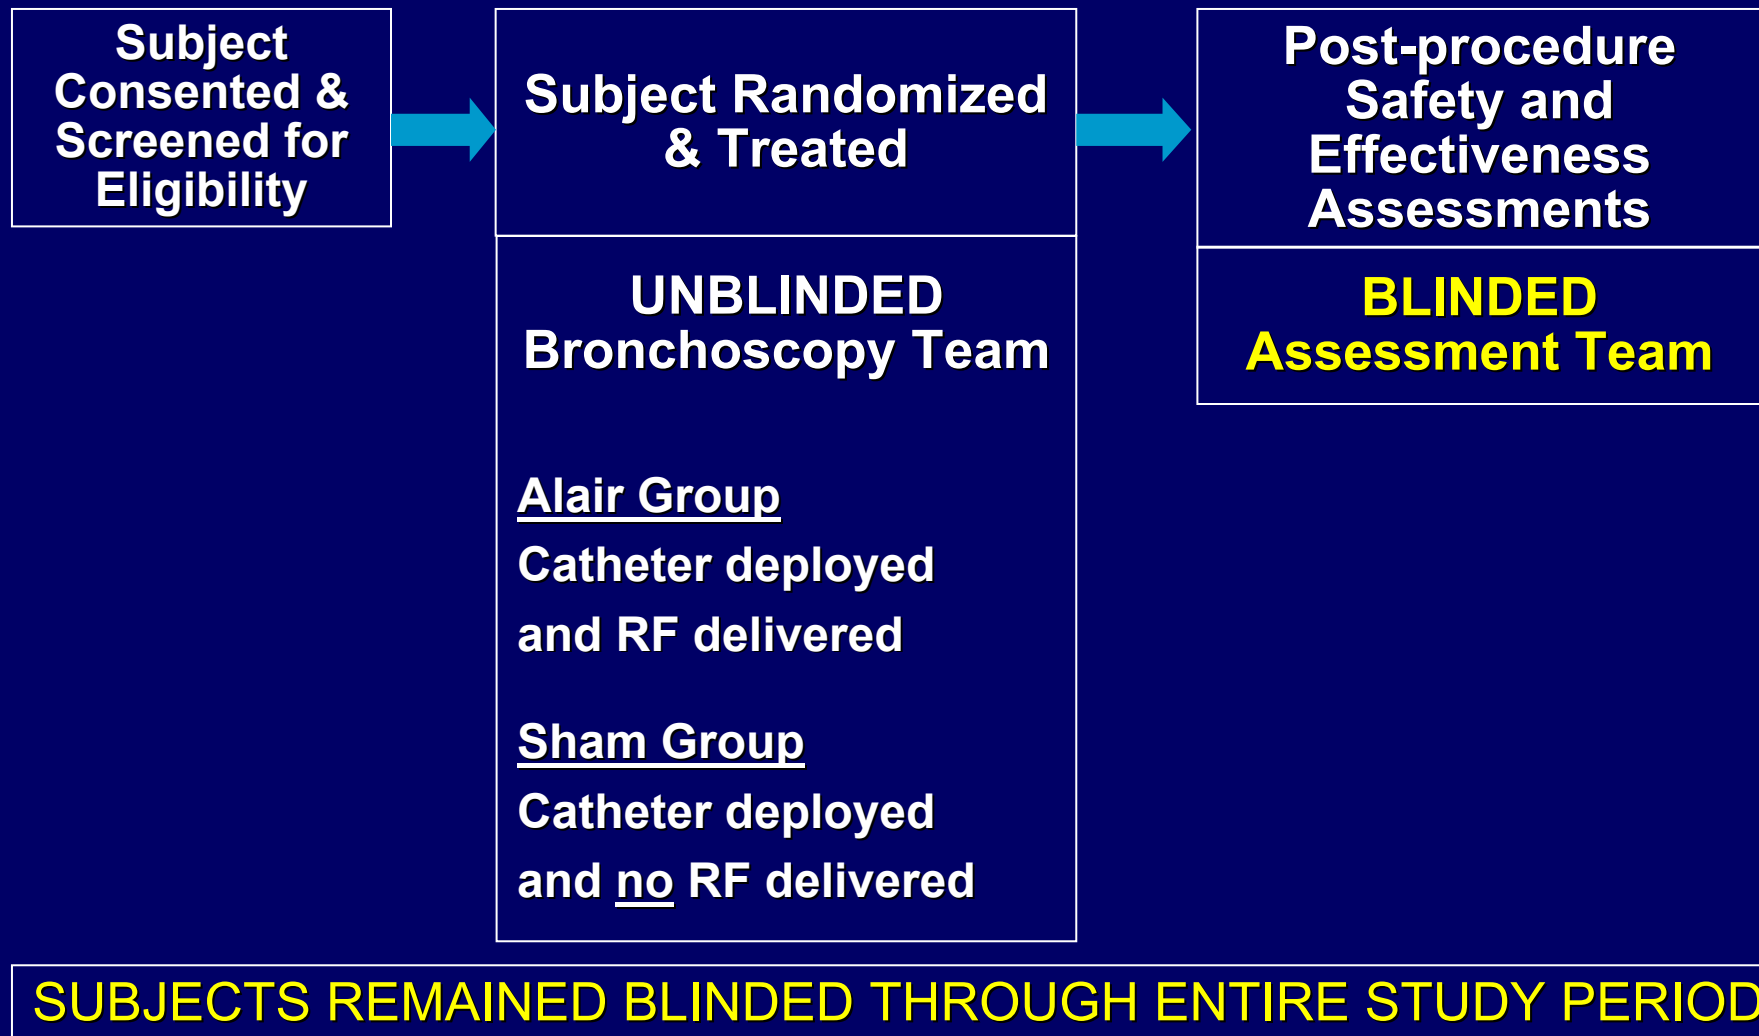 Subject
Consented &
Screened for
Eligibility
Subject Randomized
& Treated
Post-procedure
Safety and
Effectiveness
Assessments
UNBLINDED
Bronchoscopy Team
Alair Group
Catheter deployed
and RF delivered
Sham Group
Catheter deployed
and no RF delivered
BLINDED
Assessment Team
SUBJECTS REMAINED BLINDED THROUGH ENTIRE STUDY PERIOD